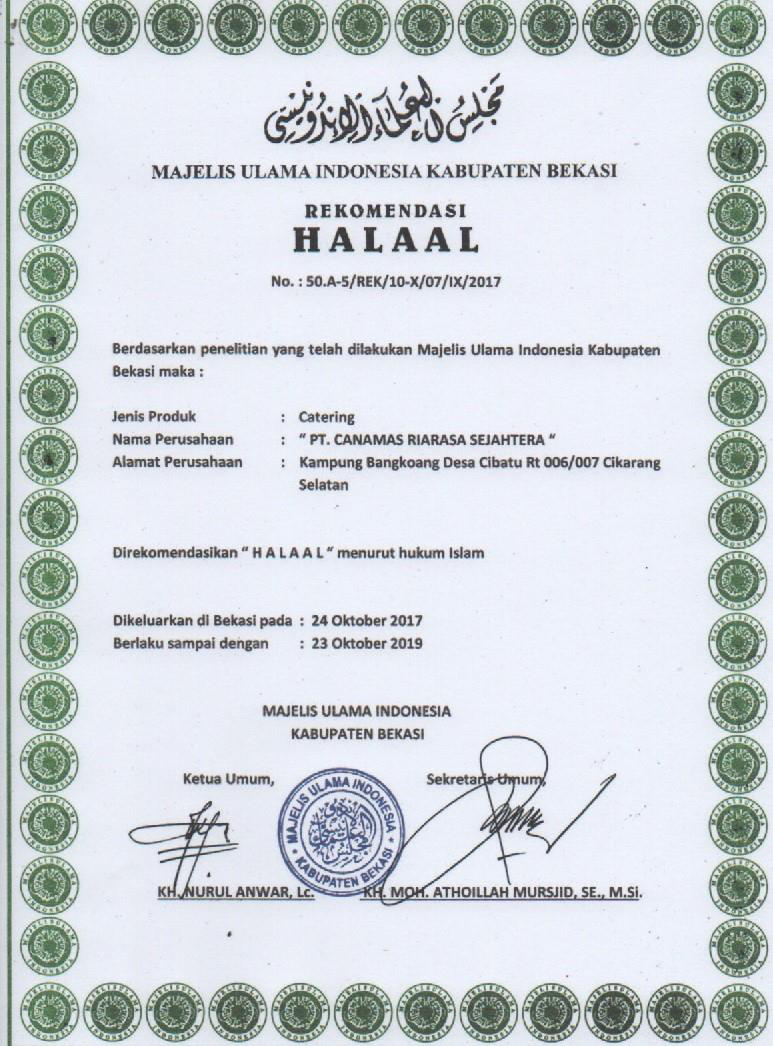 مجلس العلماء الإندونيسي
MAJELIS ULAMA INDONESIA KABUPATEN BEKASI
REKOMENDASI
HALAAL
No. : 50.A-5/REK/10-X/07/IX/2017
Berdasarkan penelitian yang telah dilakukan Majelis Ulama Indonesia Kabupaten
Bekasi maka :
Jenis Produk : Catering
Nama Perusahaan : “ PT. CANAMAS RIARASA SEJAHTERA “
Alamat Perusahaan : Kampung Bangkoang Desa Cibatu Rt 006/007 Cikarang
Selatan
Direkomendasikan “ H A L A A L “ menurut hukum Islam
Dikeluarkan di Bekasi pada : 24 Oktober 2017
Berlaku sampai dengan : 23 Oktober 2019
MAJELIS ULAMA INDONESIA
KABUPATEN BEKASI
Ketua Umum, Sekretaris Umum,
MAJELIS ULAMA INDONESIA
KABUPATEN BEKASI
KH. NURUL ANWAR, Lc. KH. MOH. ATHOILLAH MURSJID, SE., M.Si.